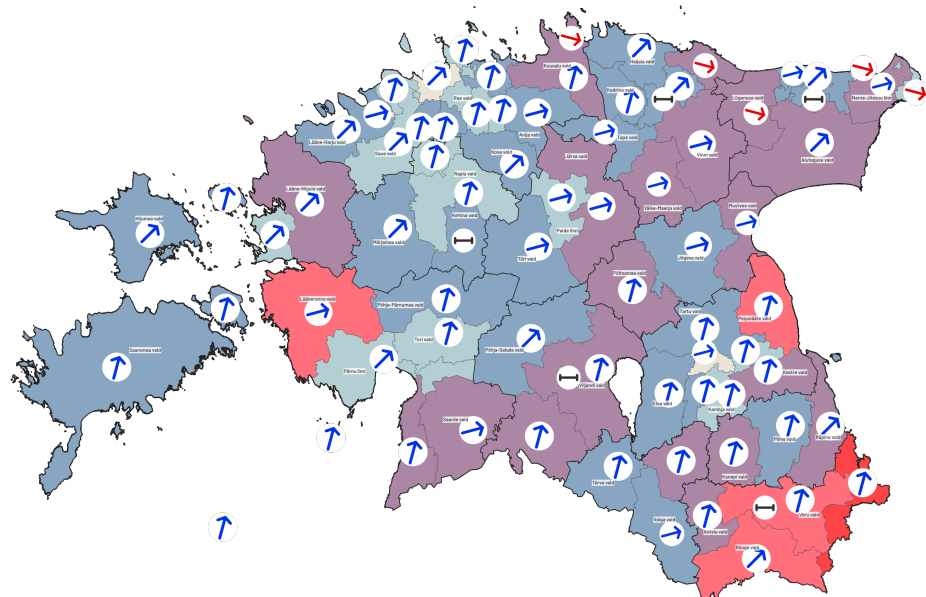 Kuusalu vald
Haljala vald
Rae vald
Kadrina vald
Lüganuse vald
Narva-Jõesuu linn
Lääne-Harju vald
Anija vald
Tapa vald
Saue vald
Kose vald
Järva vald
Vinni vald
Alutaguse vald
Rapla vald
Lääne-Nigula vald
Väike-Maarja vald
Mustvee vald
Hiiumaa vald
Kehtna vald
Paide linn
Märjamaa vald
Türi vald
Jõgeva vald
Põltsamaa vald
Lääneranna vald
Põhja-Pärnumaa vald
Tartu vald
Peipsiääre vald
Tori vald
Põhja-Sakala vald
Saaremaa vald
Pärnu linn
Viljandi vald
Kastre vald
Elva vald
Kambja vald
Saarde vald
Põlva vald
Räpina vald
Kanepi vald
Tõrva vald
Võru vald
Valga vald
Antsla vald
Rõuge vald